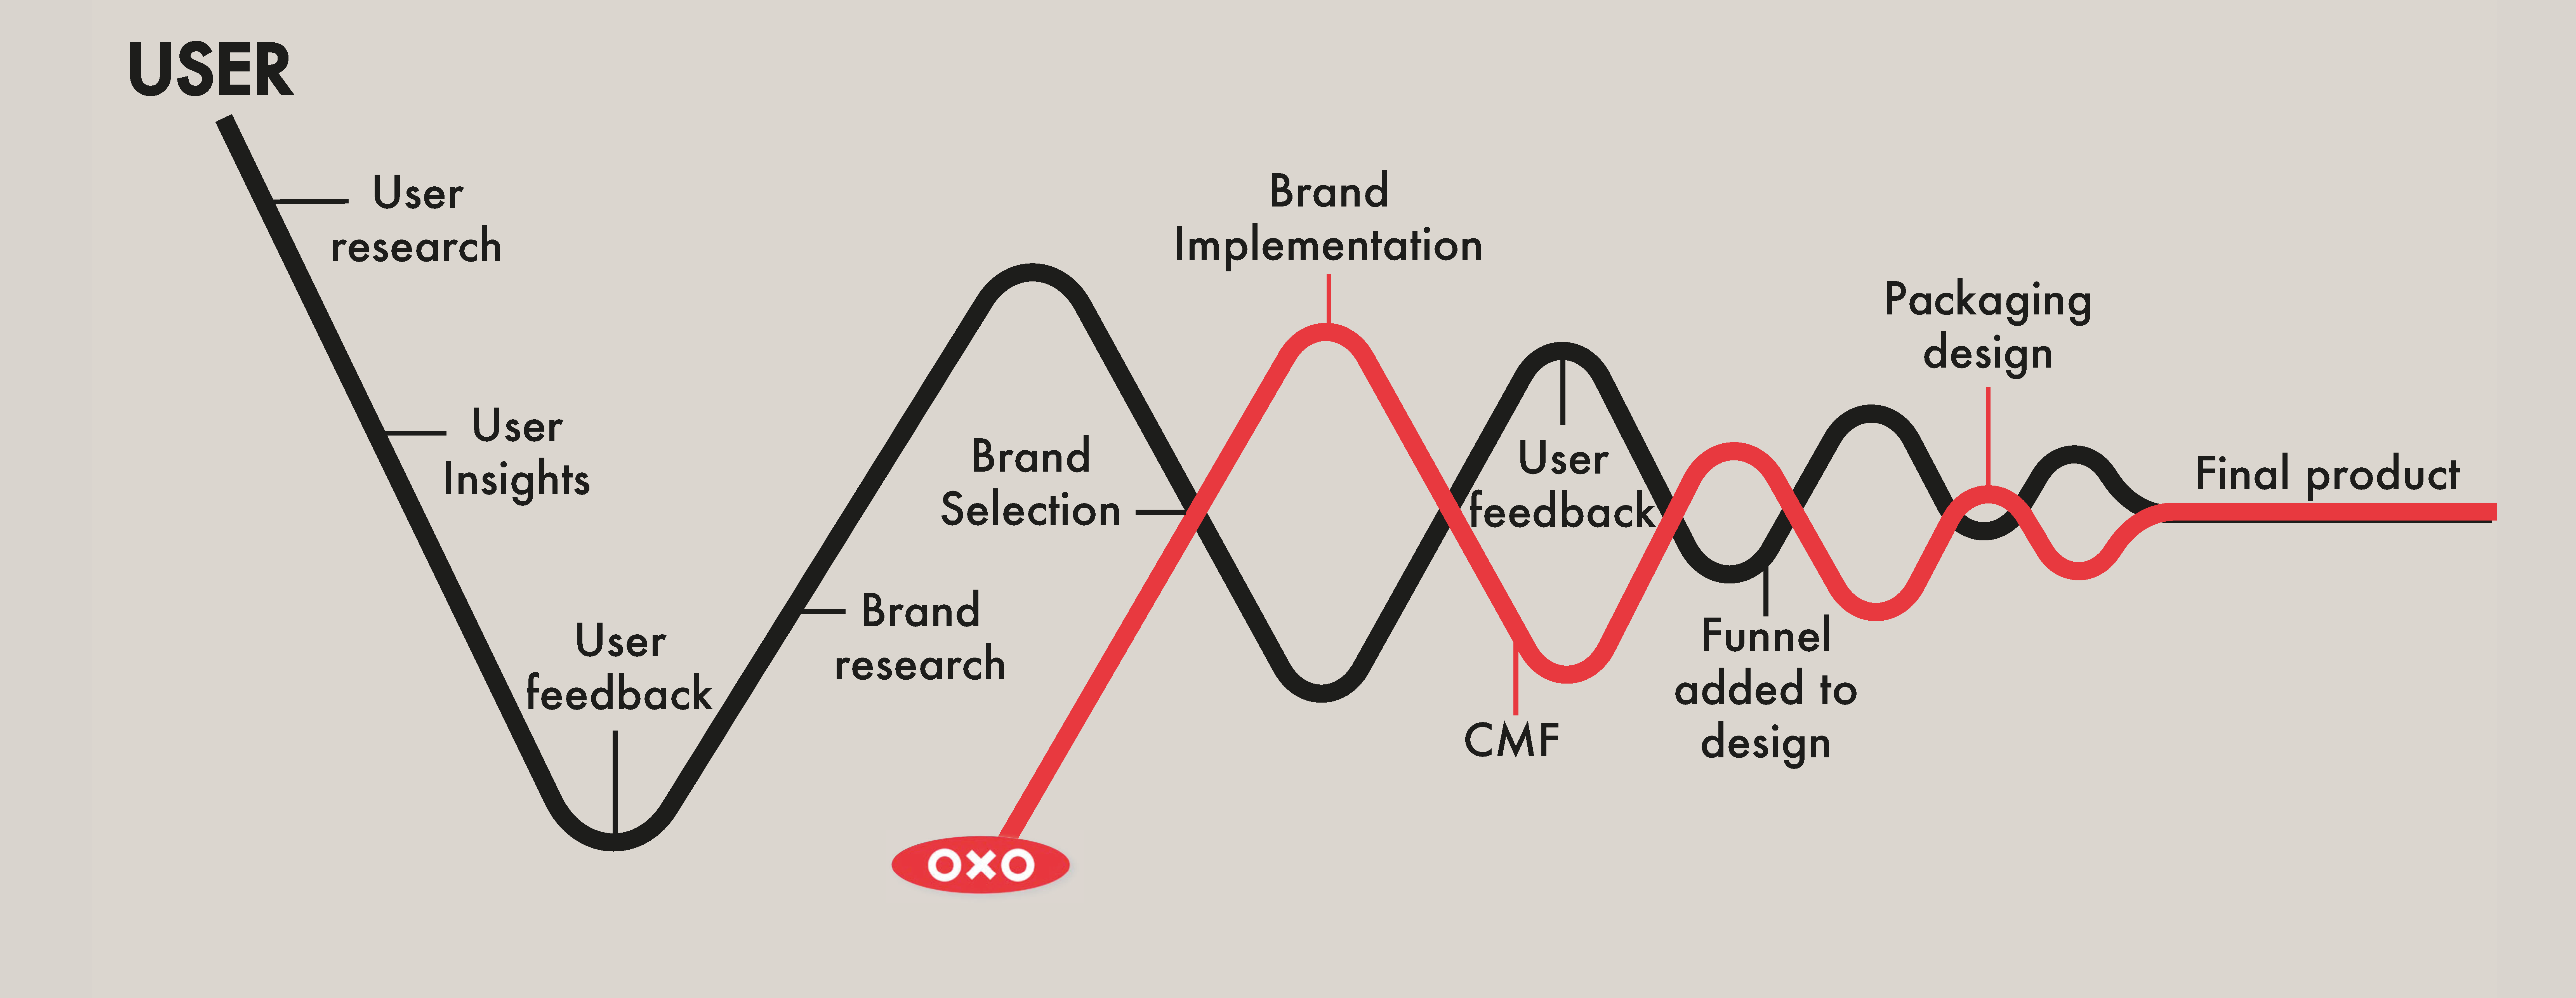 USER
User
research
User
Insights
User
feedback
Brand
research
Brand
Selection
OXO
Brand
Implementation
CMF
User
feedback
Funnel
added to
design
Packaging
design
Final product